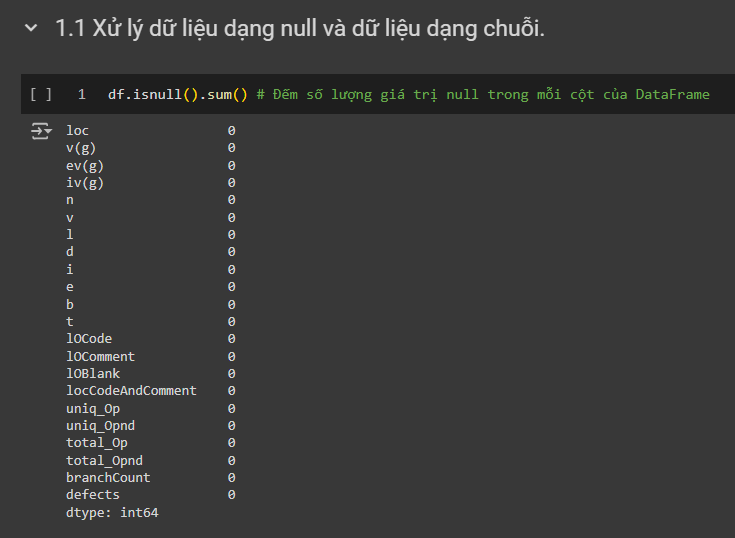 1.1 Xử lý dữ liệu dạng null và dữ liệu dạng chuỗi.
[ ] 1 df.isnull().sum() # Đếm số lượng giá trị null trong mỗi cột của DataFrame
loc 0
v(g) 0
ev(g) 0
iv(g) 0
n 0
v 0
l 0
d 0
i 0
e 0
b 0
t 0
lOCode 0
lOComment 0
lOBlank 0
locCodeAndComment 0
uniq_Op 0
uniq_Opnd 0
total_Op 0
total_Opnd 0
branchCount 0
defects 0
dtype: int64